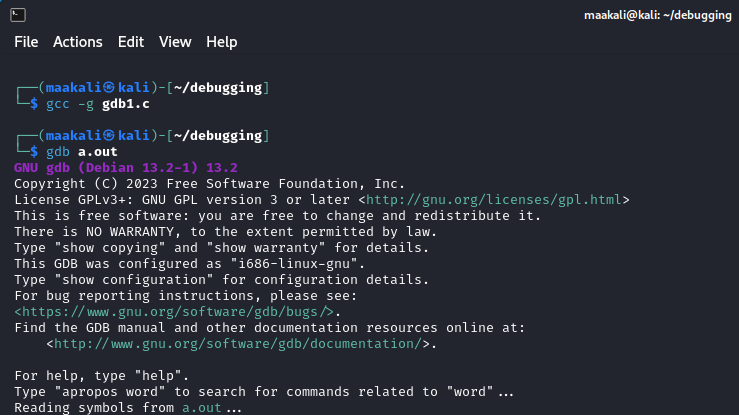 maakali@kali: ~/debugging
File Actions Edit View Help
┌──(maakali㉿kali)-[~/debugging]
└─$ gcc -g gdb1.c
┌──(maakali㉿kali)-[~/debugging]
└─$ gdb a.out
GNU gdb (Debian 13.2-1) 13.2
Copyright (C) 2023 Free Software Foundation, Inc.
License GPLv3+: GNU GPL version 3 or later <http://gnu.org/licenses/gpl.html>
This is free software: you are free to change and redistribute it.
There is NO WARRANTY, to the extent permitted by law.
Type "show copying" and "show warranty" for details.
This GDB was configured as "i686-linux-gnu".
Type "show configuration" for configuration details.
For bug reporting instructions, please see:
<https://www.gnu.org/software/gdb/bugs/>.
Find the GDB manual and other documentation resources online at:
    <http://www.gnu.org/software/gdb/documentation/>.
For help, type "help".
Type "apropos word" to search for commands related to "word"...
Reading symbols from a.out...